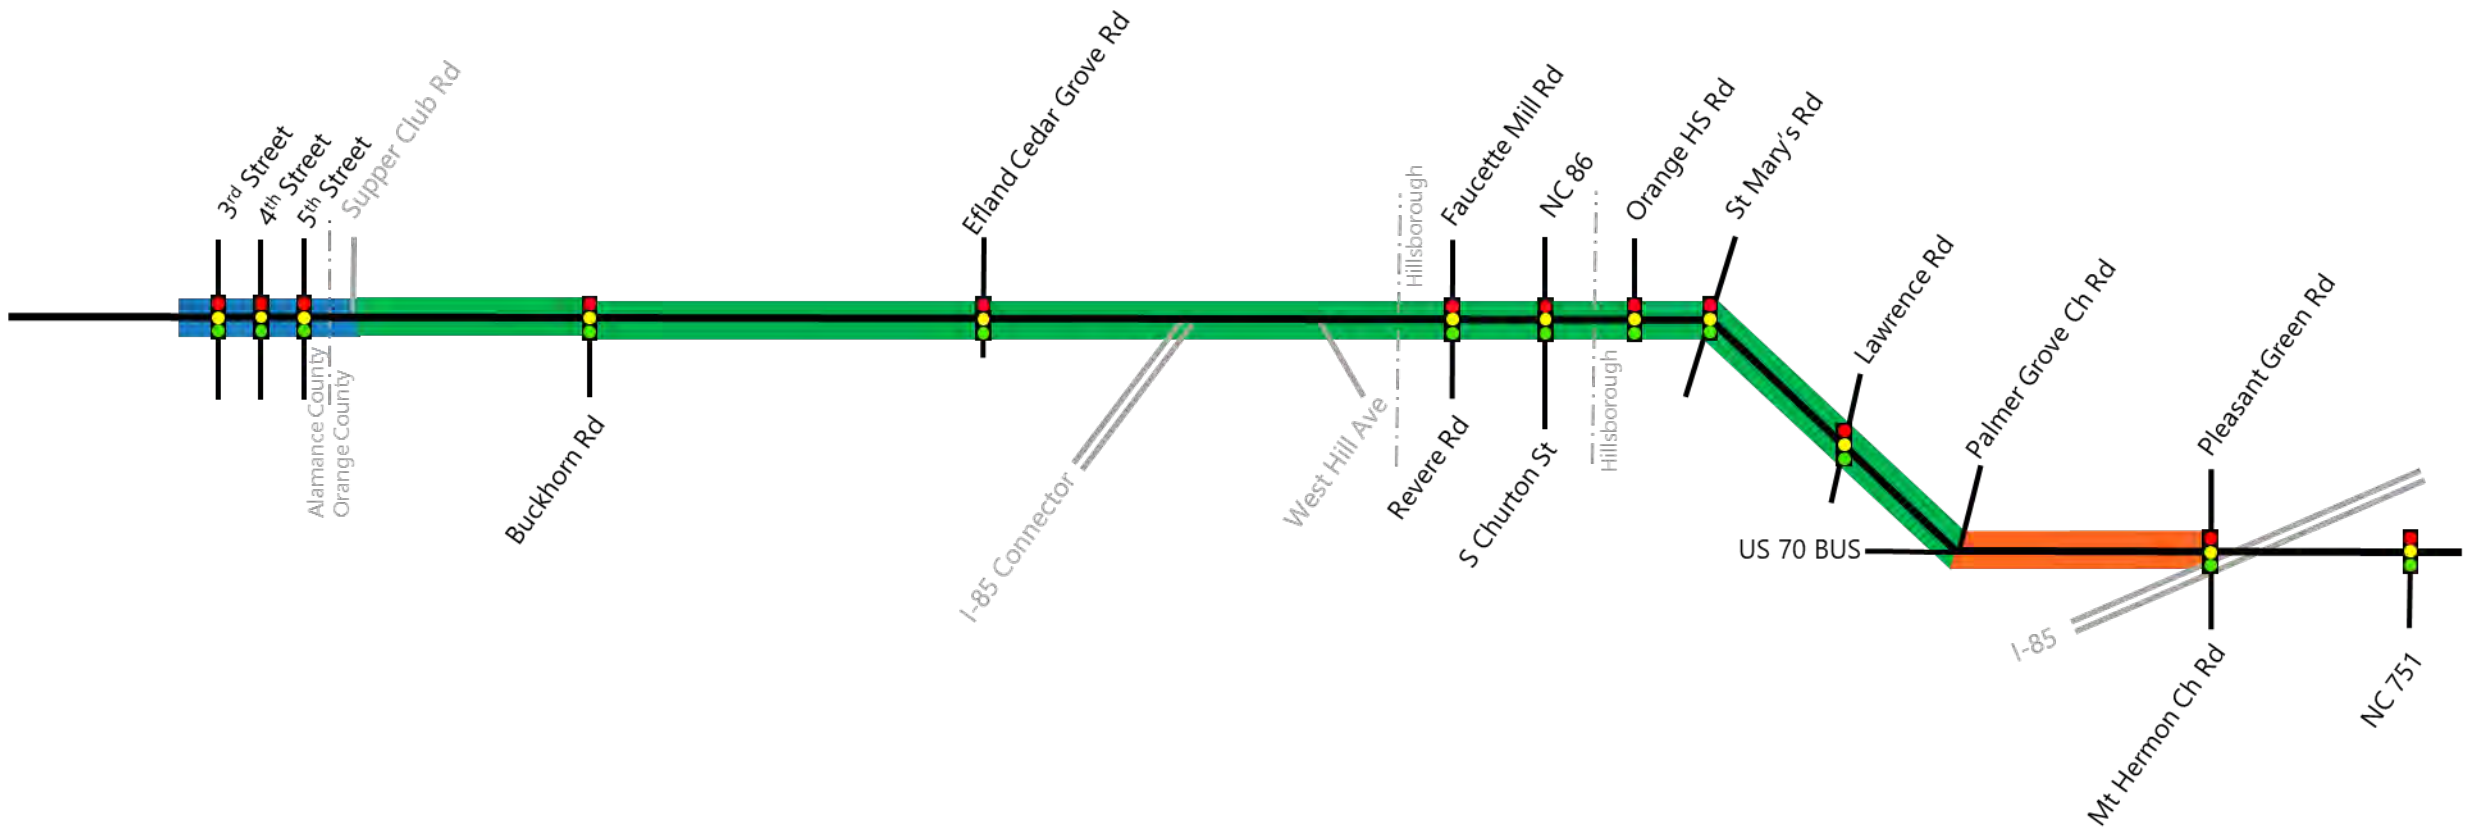 3rd Street
4th Street
5th Street
Supper Club Rd
Efland Cedar Grove Rd
Faucette Mill Rd
NC 86
Orange HS Rd
St Mary's Rd
Lawrence Rd
Palmer Grove Ch Rd
Pleasant Green Rd
Hillsborough
Hillsborough
Alamance County
Orange County
Buckhorn Rd
I-85 Connector
West Hill Ave
Revere Rd
S Churton St
US 70 BUS
I-85
Mt Hermon Ch Rd
NC 751